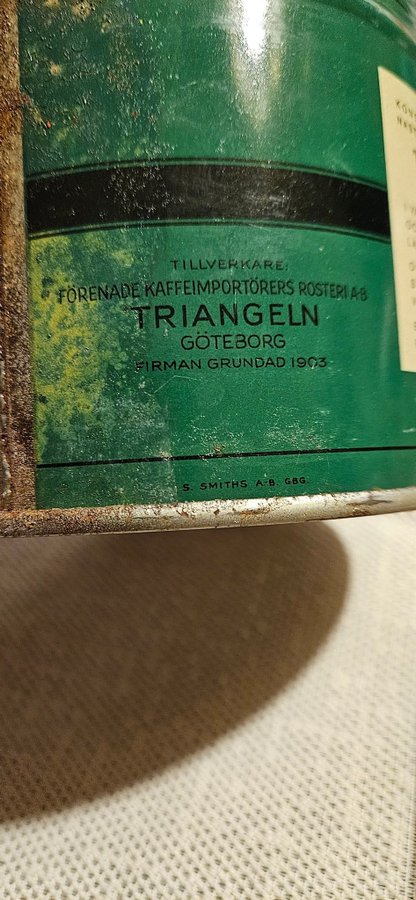 TILLVERKARE:
FÖRENADE KAFFEIMPORTÖRERS ROSTERI A-B
TRIANGELN
GÖTEBORG
FIRMAN GRUNDAD 1903
S. SMITHS A-B. GBG.